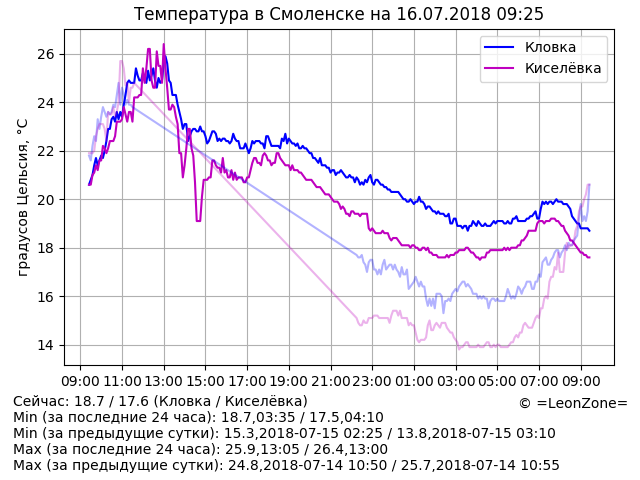 Температура в Смоленске на 16.07.2018 09:25
Кловка
Киселёвка
градусов Цельсия, °C
26
24
22
20
18
16
14
09:00 11:00 13:00 15:00 17:00 19:00 21:00 23:00 01:00 03:00 05:00 07:00 09:00
Сейчас: 18.7 / 17.6 (Кловка / Киселёвка)
© =LeonZone=
Min (за последние 24 часа): 18.7,03:35 / 17.5,04:10
Min (за предыдущие сутки): 15.3,2018-07-15 02:25 / 13.8,2018-07-15 03:10
Max (за последние 24 часа): 25.9,13:05 / 26.4,13:00
Max (за предыдущие сутки): 24.8,2018-07-14 10:50 / 25.7,2018-07-14 10:55